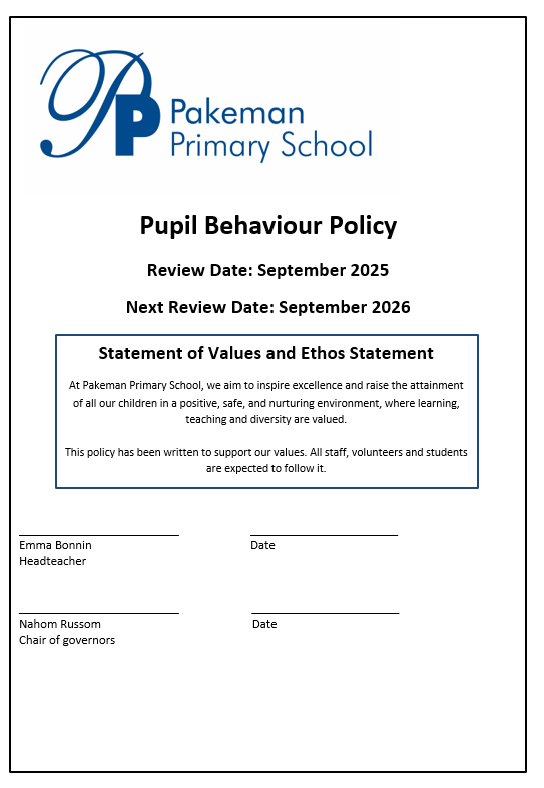 Pakeman
Primary School
Pupil Behaviour Policy
Review Date: September 2025
Next Review Date: September 2026
Statement of Values and Ethos Statement
At Pakeman Primary School, we aim to inspire excellence and raise the attainment
of all our children in a positive, safe, and nurturing environment, where learning,
teaching and diversity are valued.
This policy has been written to support our values. All staff, volunteers and students
are expected to follow it.
Emma Bonnin
Headteacher
Date
Nahom Russom
Chair of governors
Date